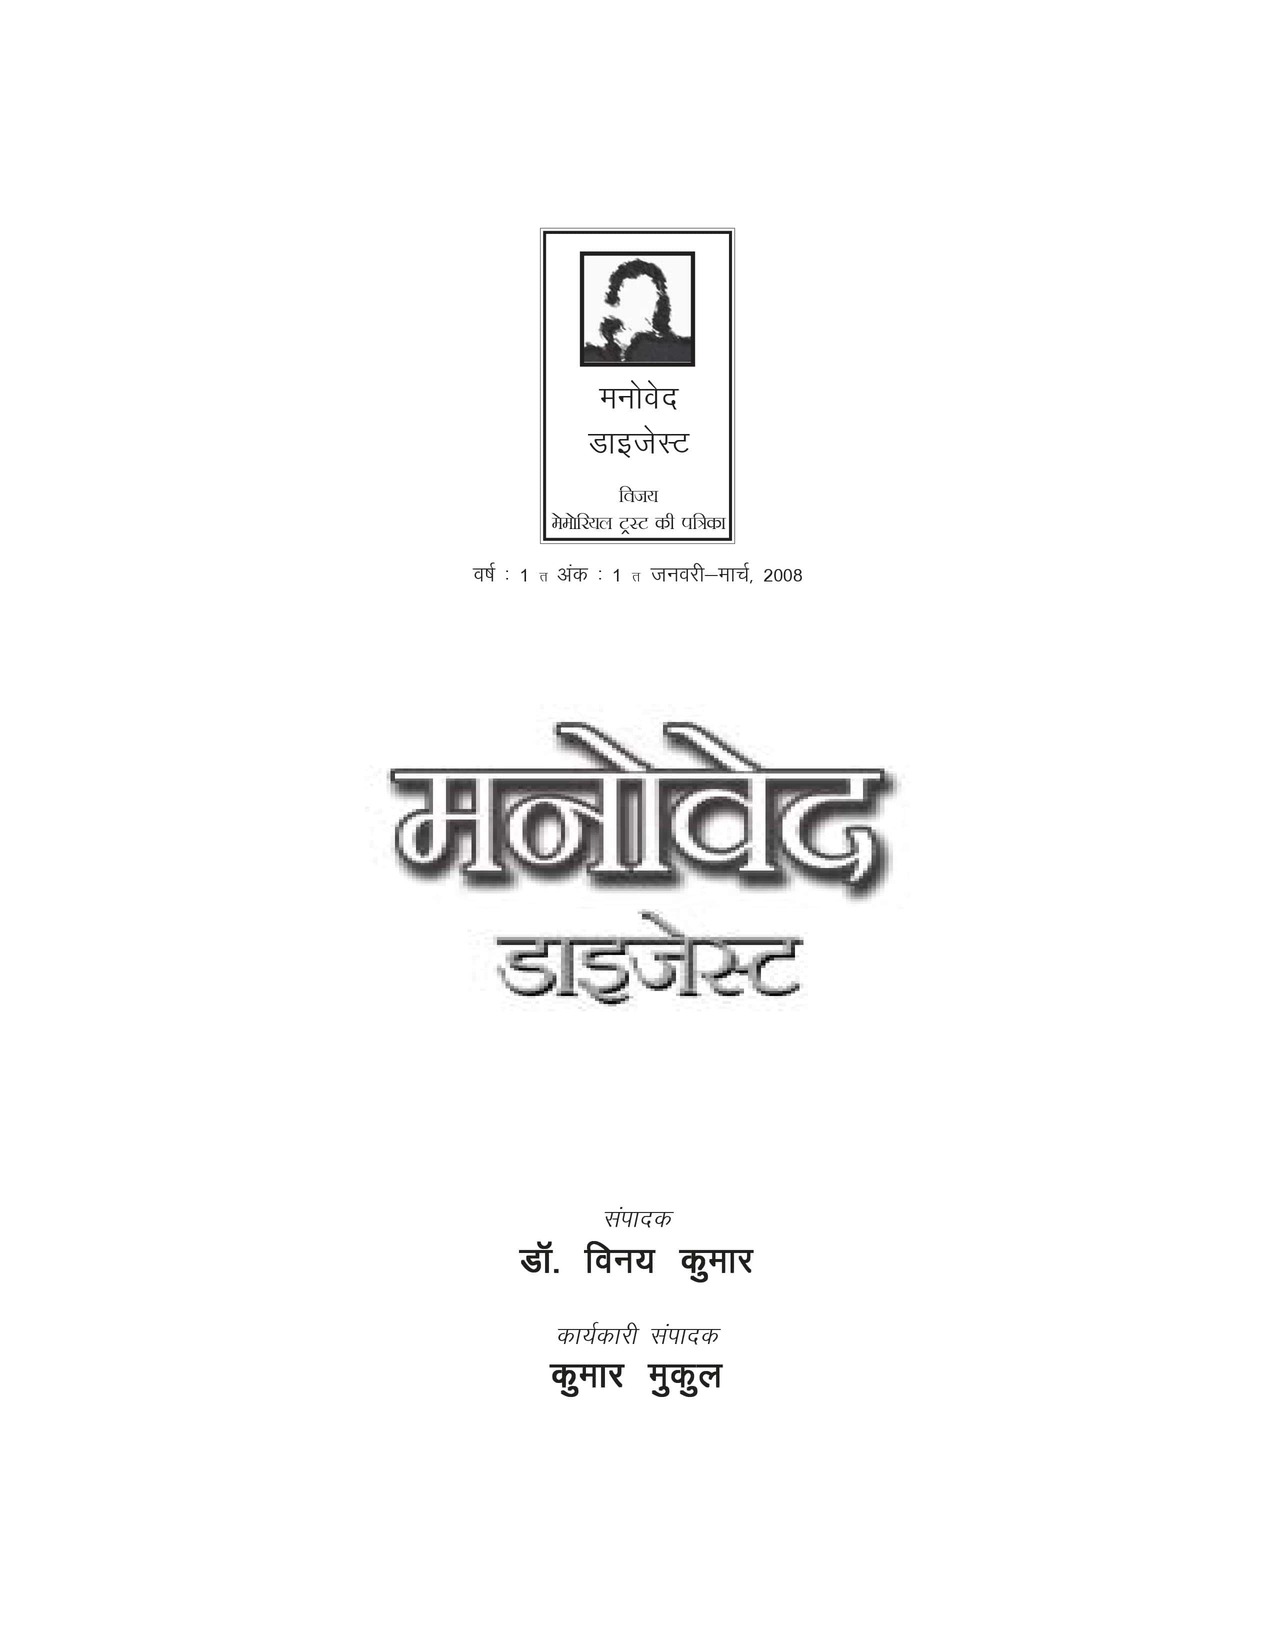 मनोवेद
डाइजेस्ट
विजय
मेमोरियल ट्रस्ट की पत्रिका
वर्ष : 1 त अंक : 1 त जनवरी–मार्च, 2008
मनोवेद
डाइजेस्ट
संपादक
डॉ. विनय कुमार
कार्यकारी संपादक
कुमार मुकुल